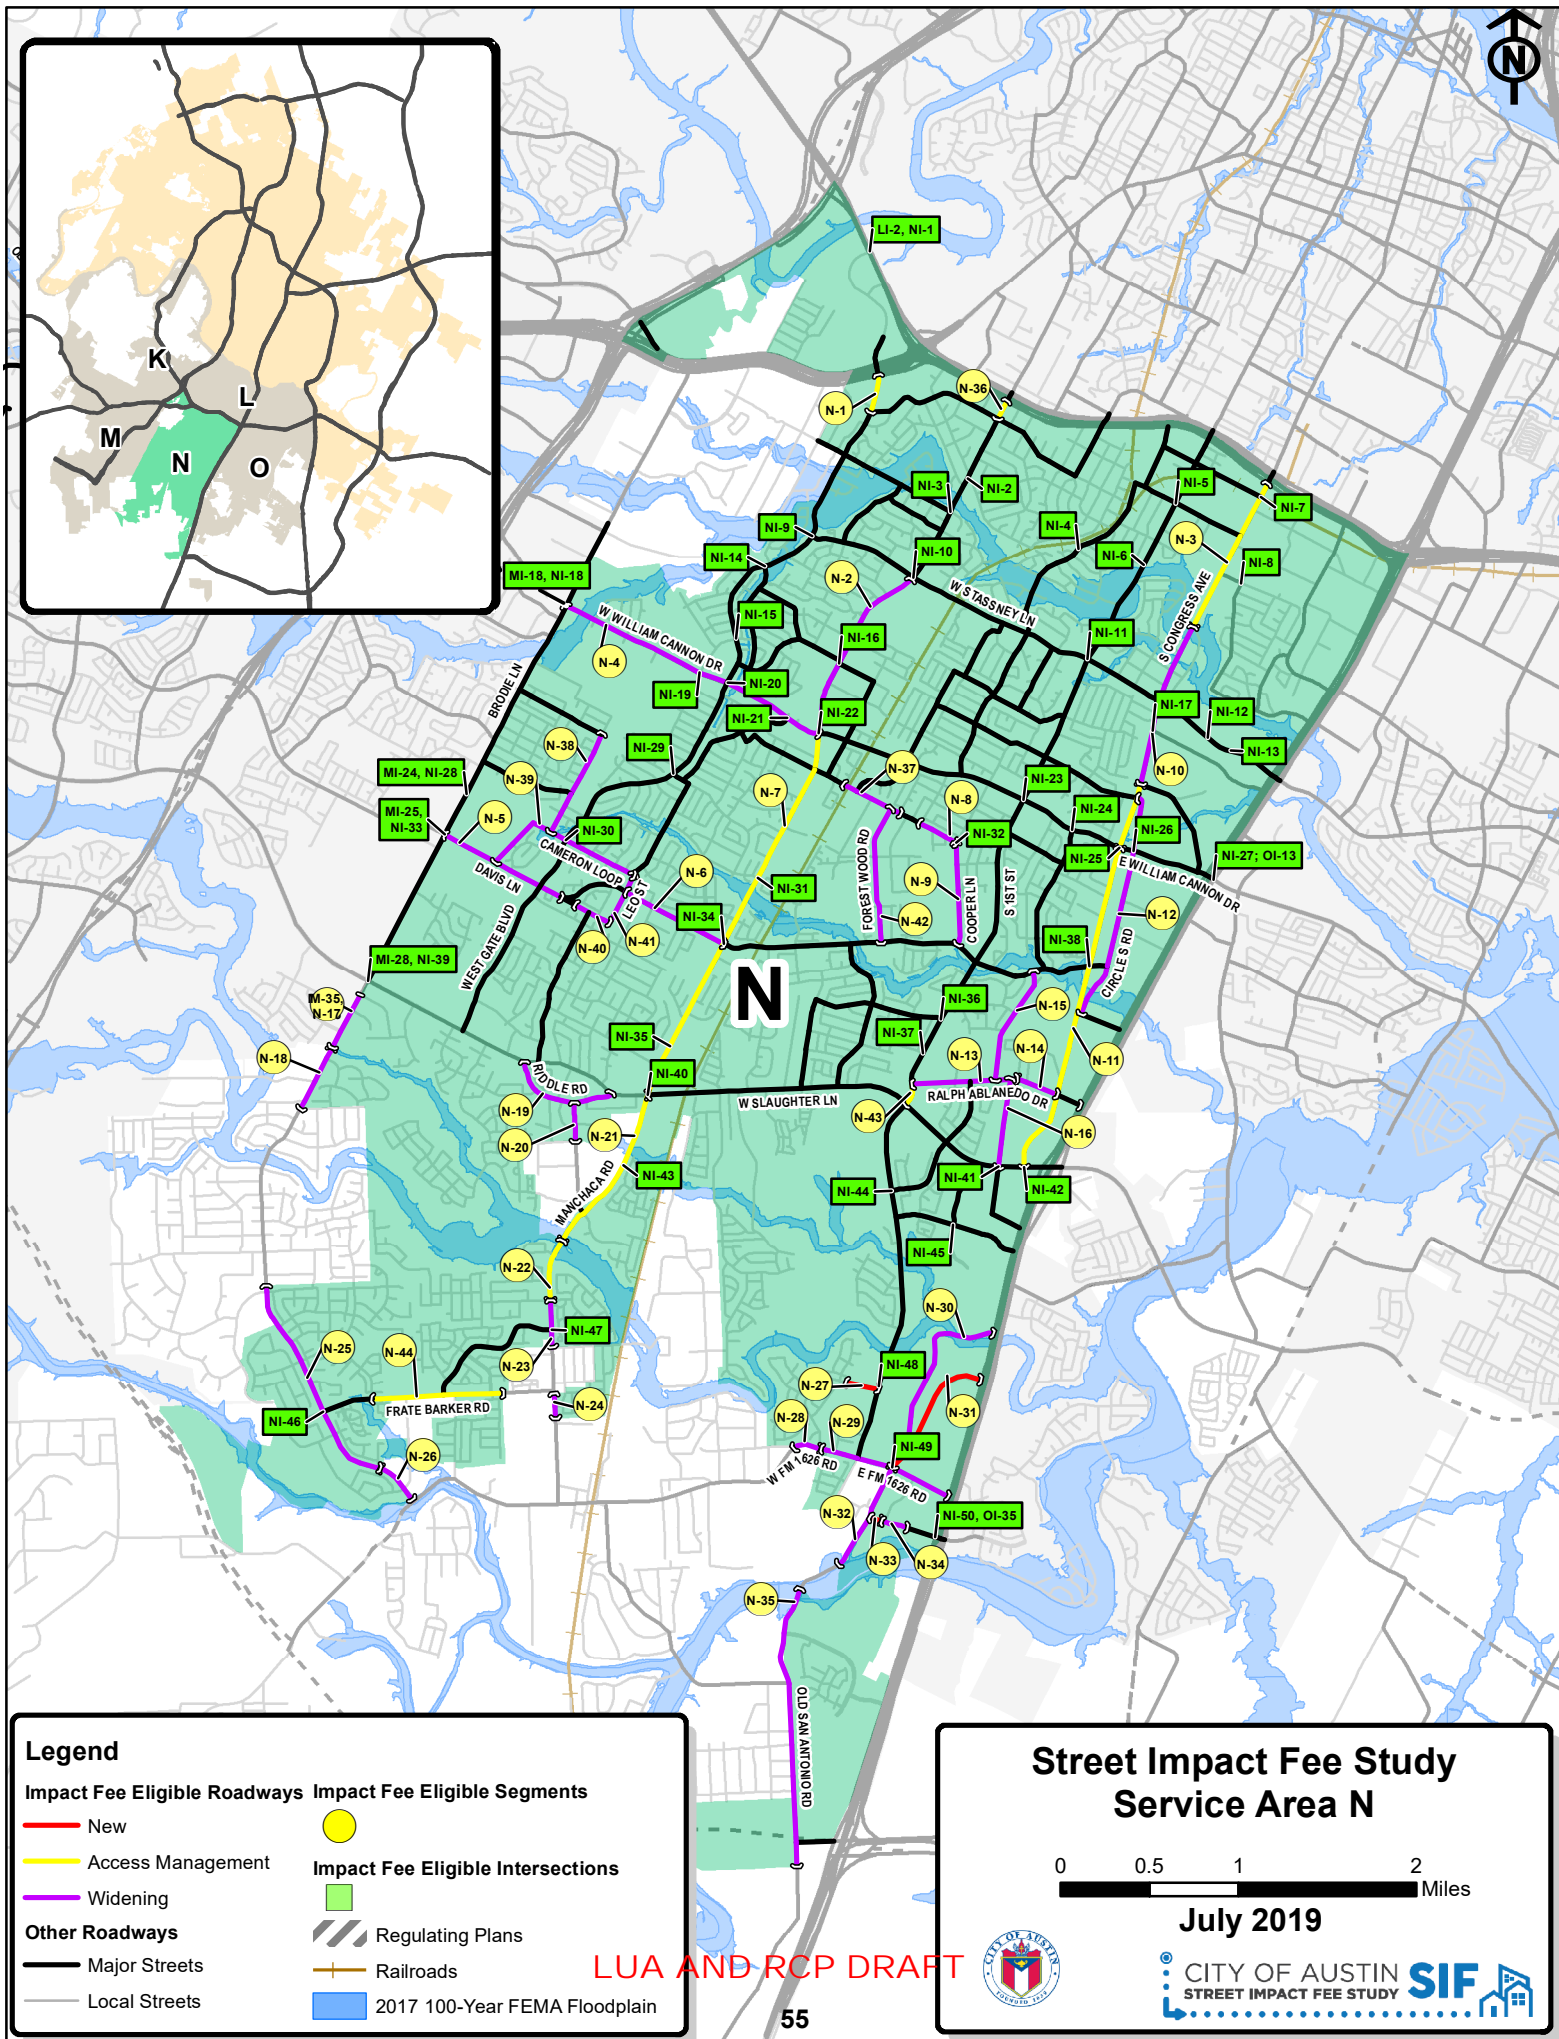 N
K
L
M
N
O
LI-2, NI-1
N-1
N-36
NI-3
NI-2
NI-5
NI-7
NI-9
NI-4
N-3
NI-14
NI-10
NI-6
NI-8
MI-18, NI-18
N-2
W STASSNEY LN
S CONGRESS AVE
W WILLIAM CANNON DR
NI-15
NI-16
NI-11
N-4
BRODIE LN
NI-19
NI-20
NI-21
NI-22
NI-17
NI-12
NI-13
N-38
NI-29
N-37
N-10
MI-24, NI-28
N-39
N-7
N-8
NI-23
NI-24
MI-25,
NI-33
N-5
NI-30
FOREST WOOD RD
NI-32
NI-26
NI-25
E WILLIAM CANNON DR
NI-27; OI-13
CAMERON LOOP
DAVIS LN
N-6
LEO ST
NI-31
N-9
COOPER LN
S 1ST ST
N-12
WEST GATE BLVD
NI-34
N-42
N-40
N-41
NI-38
CIRCLE S RD
MI-28, NI-39
N
M-35,
N-17
NI-36
N-15
NI-35
NI-37
N-18
NI-40
N-13
N-14
N-11
RIDDLE RD
W SLAUGHTER LN
RALPH ABLANEDO DR
N-19
N-43
N-20
N-21
N-16
MANCHACA RD
NI-43
NI-44
NI-41
NI-42
NI-45
N-22
N-30
NI-47
N-25
N-44
N-23
NI-48
N-27
N-24
FRATE BARKER RD
NI-46
N-28
N-29
N-31
NI-49
N-26
W FM 1626 RD
E FM 1626 RD
N-32
NI-50, OI-35
N-33
N-34
N-35
OLD SAN ANTONIO RD
Legend
Impact Fee Eligible Roadways
New
Access Management
Widening
Other Roadways
Major Streets
Local Streets
Impact Fee Eligible Segments
Impact Fee Eligible Intersections
Regulating Plans
Railroads
2017 100-Year FEMA Floodplain
LUA AND RCP DRAFT
55
Street Impact Fee Study
Service Area N
0 0.5 1 2
Miles
July 2019
CITY OF AUSTIN
FOUNDED 1839
CITY OF AUSTIN
STREET IMPACT FEE STUDY
SIF